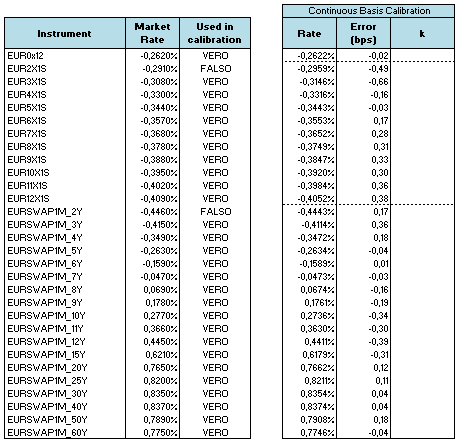 Continuous Basis Calibration
Instrument Market Rate Used in calibration Rate Error (bps) k
EUR0x12 -0,2620% VERO -0,2622% -0,02
EUR2X1S -0,2910% FALSO -0,2959% -0,49
EUR3X1S -0,3080% VERO -0,3146% -0,66
EUR4X1S -0,3300% VERO -0,3316% -0,16
EUR5X1S -0,3440% VERO -0,3443% -0,03
EUR6X1S -0,3570% VERO -0,3553% 0,17
EUR7X1S -0,3680% VERO -0,3652% 0,28
EUR8X1S -0,3780% VERO -0,3749% 0,31
EUR9X1S -0,3880% VERO -0,3847% 0,33
EUR10X1S -0,3950% VERO -0,3920% 0,30
EUR11X1S -0,4020% VERO -0,3984% 0,36
EUR12X1S -0,4090% VERO -0,4052% 0,38
EURSWAP1M_2Y -0,4460% FALSO -0,4443% 0,17
EURSWAP1M_3Y -0,4150% VERO -0,4114% 0,36
EURSWAP1M_4Y -0,3490% VERO -0,3472% 0,18
EURSWAP1M_5Y -0,2630% VERO -0,2634% -0,04
EURSWAP1M_6Y -0,1590% VERO -0,1589% 0,01
EURSWAP1M_7Y -0,0470% VERO -0,0473% -0,03
EURSWAP1M_8Y 0,0690% VERO 0,0674% -0,16
EURSWAP1M_9Y 0,1780% VERO 0,1761% -0,19
EURSWAP1M_10Y 0,2770% VERO 0,2736% -0,34
EURSWAP1M_11Y 0,3660% VERO 0,3630% -0,30
EURSWAP1M_12Y 0,4450% VERO 0,4411% -0,39
EURSWAP1M_15Y 0,6210% VERO 0,6179% -0,31
EURSWAP1M_20Y 0,7650% VERO 0,7662% 0,12
EURSWAP1M_25Y 0,8200% VERO 0,8211% 0,11
EURSWAP1M_30Y 0,8350% VERO 0,8354% 0,04
EURSWAP1M_40Y 0,8370% VERO 0,8374% 0,04
EURSWAP1M_50Y 0,7890% VERO 0,7908% 0,18
EURSWAP1M_60Y 0,7750% VERO 0,7746% -0,04